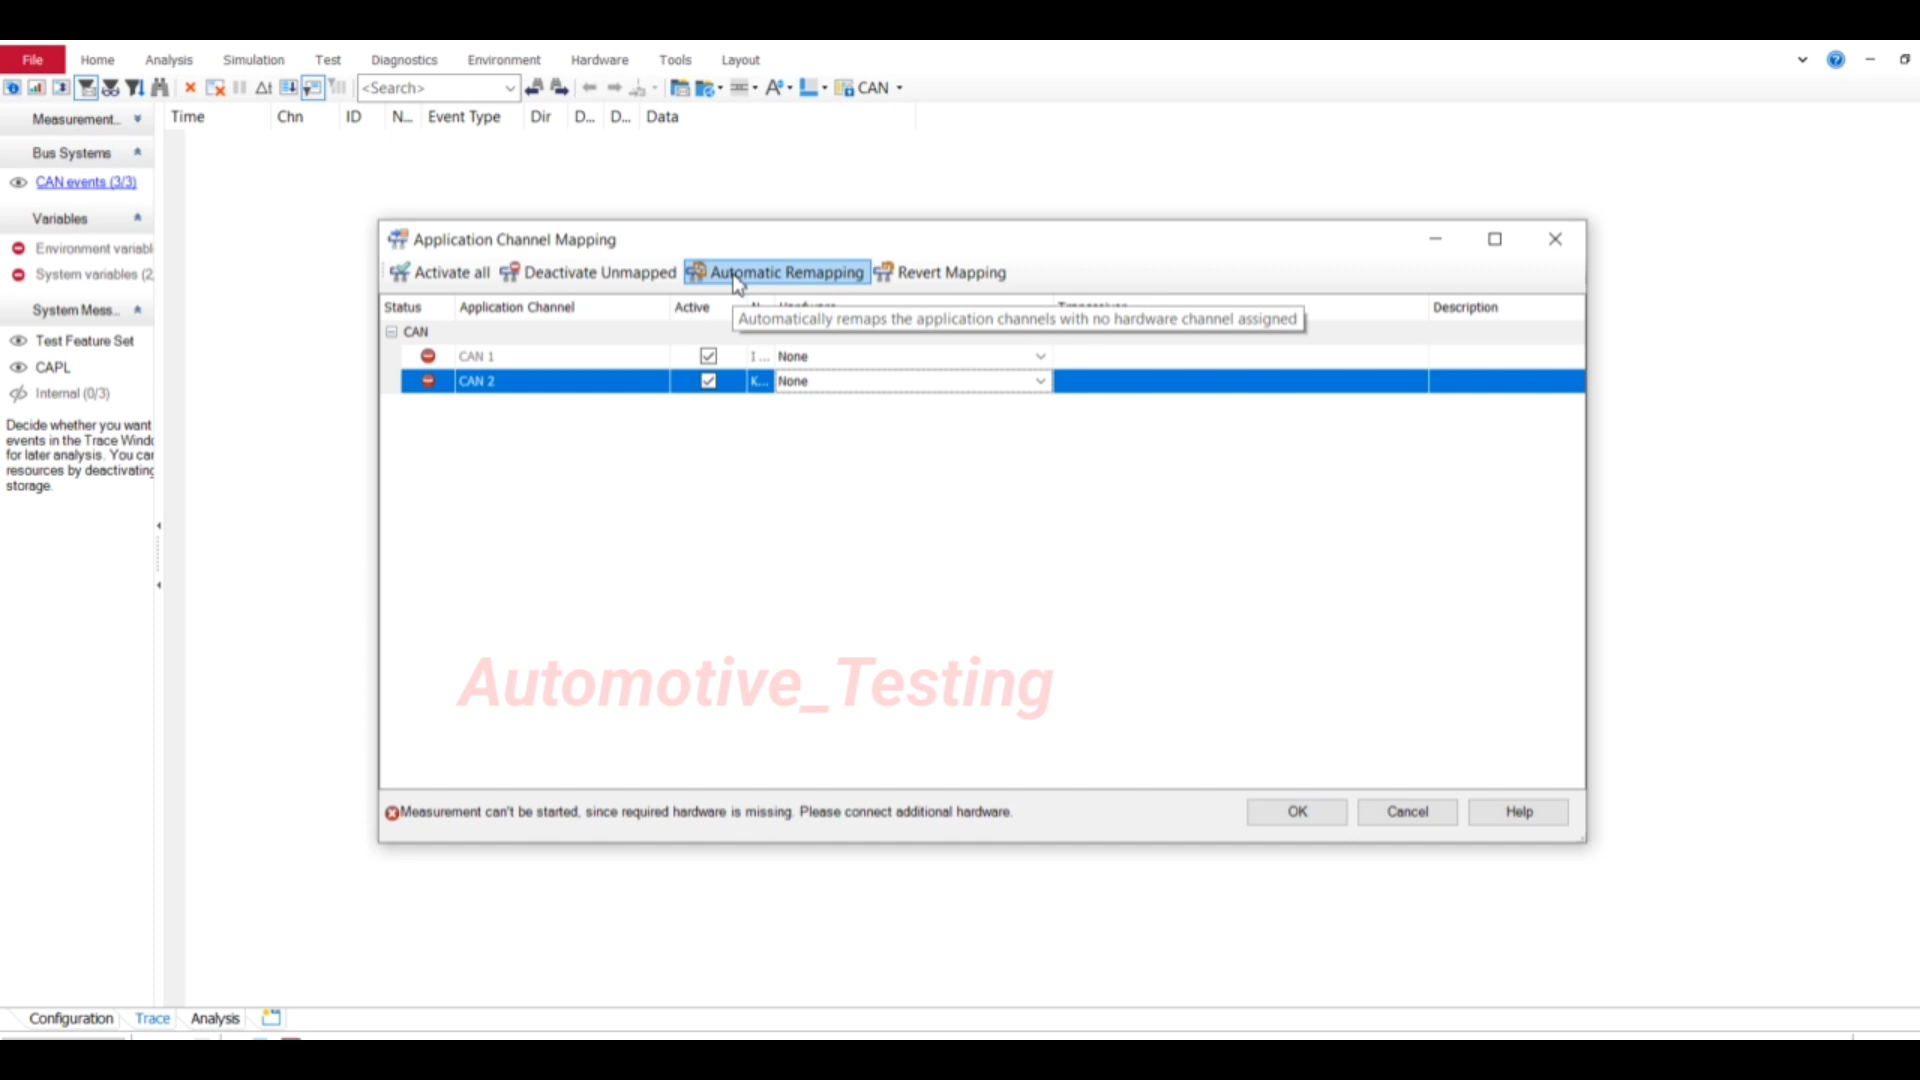 File Home Analysis Simulation Test Diagnostics Environment Hardware Tools Layout
<Search> CAN
Measurement... Time Chn ID N... Event Type Dir D... D... Data
Bus Systems
CAN events (3/3)
Variables
Environment variabl
System variables (2,
System Mess...
Test Feature Set
CAPL
Internal (0/3)
Decide whether you want
events in the Trace Wind
for later analysis. You car
resources by deactivating
storage.
Application Channel Mapping
Activate all Deactivate Unmapped Automatic Remapping Revert Mapping
Status Application Channel Active Description
Automatically remaps the application channels with no hardware channel assigned
CAN
CAN 1 I ... None
CAN 2 K... None
Automotive_Testing
Measurement can't be started, since required hardware is missing. Please connect additional hardware.
OK Cancel Help
Configuration Trace Analysis